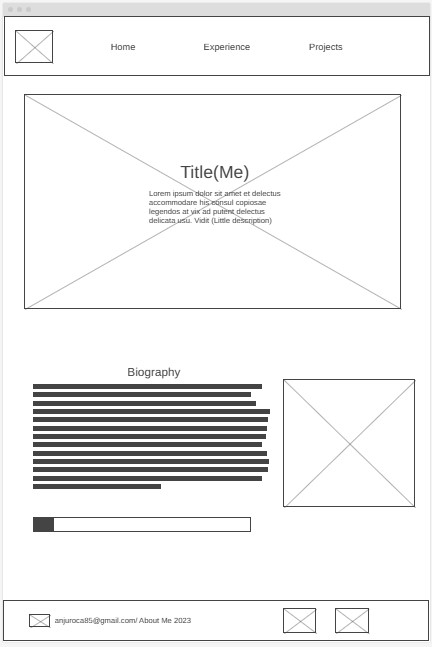 Home Experience Projects
Title(Me)
Lorem ipsum dolor sit amet et delectus
accommodare his consul copiosae
legendos at vix ad putent delectus
delicata usu. Vidit (Little description)
Biography
anjuroca85@gmail.com/ About Me 2023